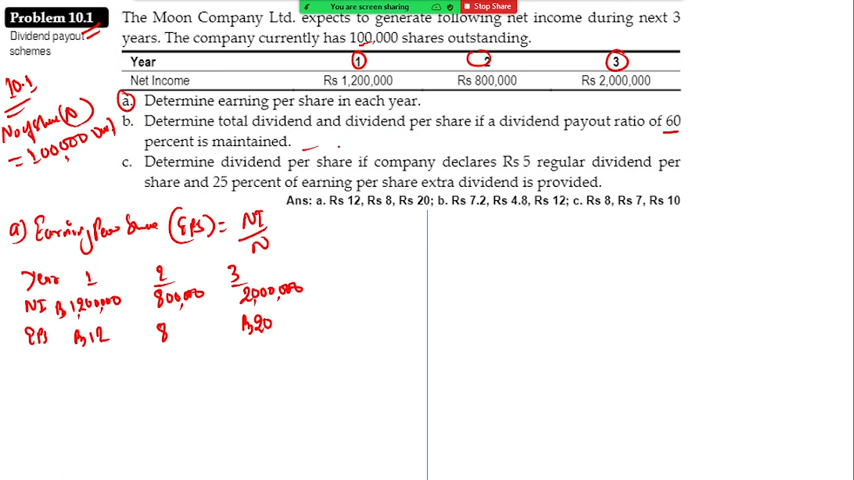 You are screen sharing
Stop Share
Problem 10.1
Dividend payout
schemes
The Moon Company Ltd. expects to generate following net income during next 3
years. The company currently has 100,000 shares outstanding.
Year 1 2 3
Net Income Rs 1,200,000 Rs 800,000 Rs 2,000,000
a. Determine earning per share in each year.
b. Determine total dividend and dividend per share if a dividend payout ratio of 60
percent is maintained.
c. Determine dividend per share if company declares Rs 5 regular dividend per
share and 25 percent of earning per share extra dividend is provided.
Ans: a. Rs 12, Rs 8, Rs 20; b. Rs 7.2, Rs 4.8, Rs 12; c. Rs 8, Rs 7, Rs 10
10.1
No of share (N)
= 100,000
a) Earning Per Share (EPS) = NI
N
Year 1 2 3
NI Rs 1,200,000 800,000 2,000,000
EPS Rs 12 8 Rs 20